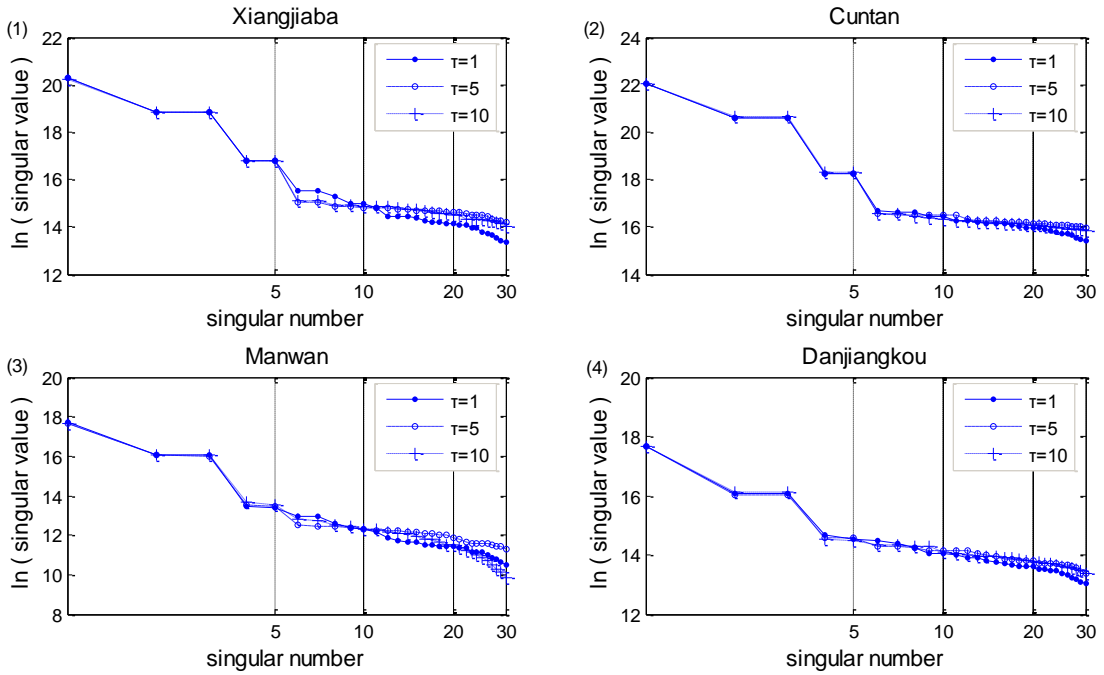 (1)
Xiangjiaba
ln ( singular value )
22
20
18
16
14
12
5
10
20
30
singular number
τ=1
τ=5
τ=10
(2)
Cuntan
ln ( singular value )
24
22
20
18
16
14
5
10
20
30
singular number
τ=1
τ=5
τ=10
(3)
Manwan
ln ( singular value )
20
18
16
14
12
10
8
5
10
20
30
singular number
τ=1
τ=5
τ=10
(4)
Danjiangkou
ln ( singular value )
20
18
16
14
12
5
10
20
30
singular number
τ=1
τ=5
τ=10